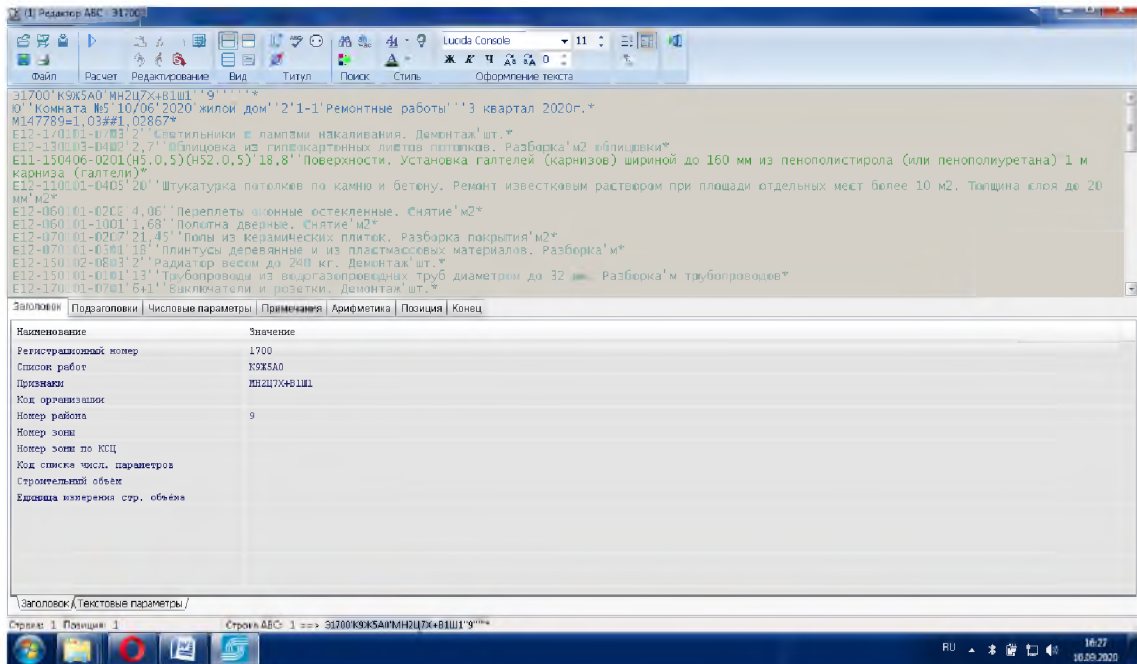 (1) Редактор АВС - Э1700
Lucida Console 11
Ж К Ч
0
Файл Расчет Редактирование Вид Титул Поиск Стиль Оформление текста
Э1700'К9Ж5А0'МН2Ц7Х+В1Ш1''9'''''*
Ю''Комната №5'10/06'2020'жилой дом''2'1-1'Ремонтные работы'''3 квартал 2020г.*
М147789=1,03##1,02867*
Е12-170101-0703'2''Светильники с лампами накаливания. Демонтаж'шт.*
Е12-130103-0402'2,7''Облицовка из гипсокартонных листов потолков. Разборка'м2 облицовки*
Е11-150406-0201(Н5.0,5)(Н52.0,5)'18,8''Поверхности. Установка галтелей (карнизов) шириной до 160 мм из пенополистирола (или пенополиуретана) 1 м
карниза (галтели)*
Е12-110101-0405'20''Штукатурка потолков по камню и бетону. Ремонт известковым раствором при площади отдельных мест более 10 м2. Толщина слоя до 20
мм'м2*
Е12-060101-0202'4,06''Переплеты оконные остекленные. Снятие'м2*
Е12-060101-1001'1,68''Полотна дверные. Снятие'м2*
Е12-070101-0207'21,45''Полы из керамических плиток. Разборка покрытия'м2*
Е12-070101-0301'18''Плинтусы деревянные и из пластмассовых материалов. Разборка'м*
Е12-150102-0803'2''Радиатор весом до 240 кг. Демонтаж'шт.*
Е12-150101-0101'13''Трубопроводы из водогазопроводных труб диаметром до 32 мм. Разборка'м трубопроводов*
Е12-170101-0701'6+1''Выключатели и розетки. Демонтаж'шт.*
Заголовок Подзаголовки Числовые параметры Примечания Арифметика Позиция Конец
Наименование Значение
Регистрационный номер 1700
Список работ К9Ж5А0
Признаки МН2Ц7Х+В1Ш1
Код организации
Номер района 9
Номер зоны
Номер зоны по КСЦ
Код списка числ. параметров
Строительный объем
Единица измерения стр. объема
Заголовок Текстовые параметры
Строка: 1 Позиция: 1 Строка АВС: 1 ==> Э1700'К9Ж5А0'МН2Ц7Х+В1Ш1''9'''''*
RU 16:27
10.09.2020